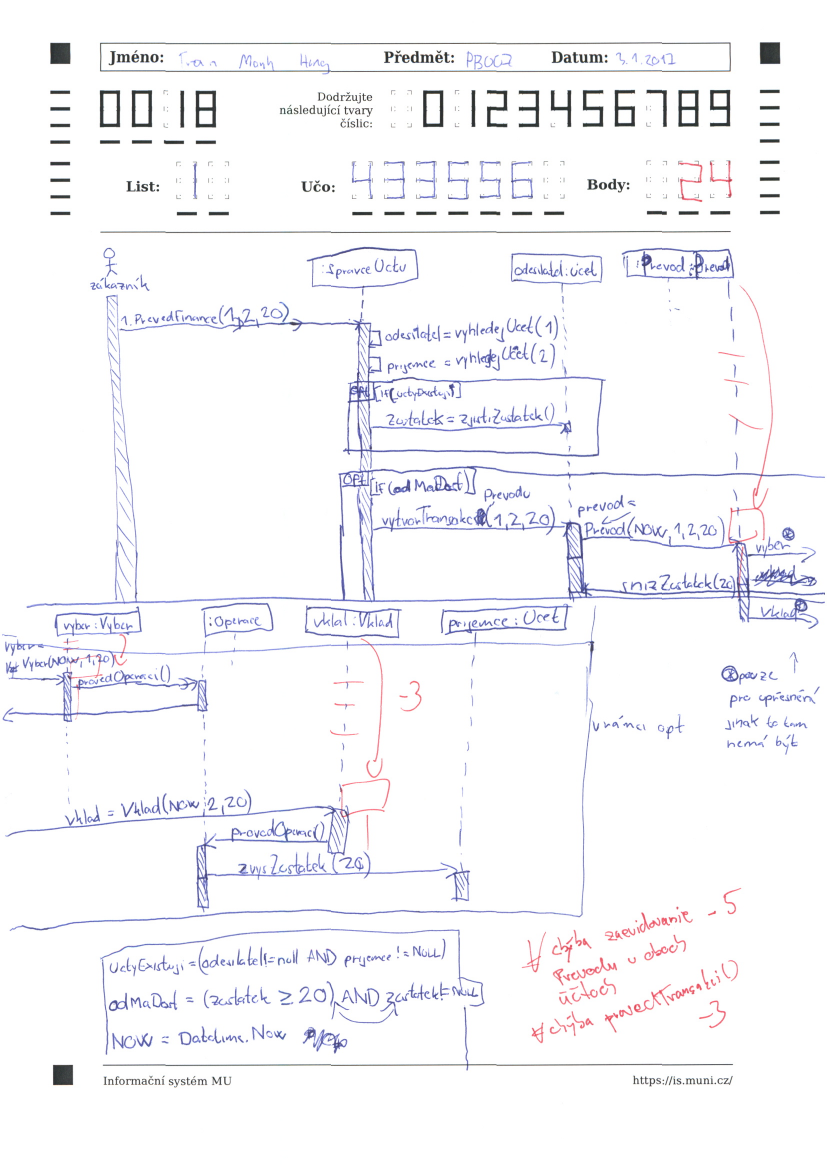 Jméno: Tran Manh Hung Předmět: PB007 Datum: 3.1.2017
0018
Dodržujte
následující tvary
číslic:
0123456789
List: 1 Učo: 433556 Body: 24
zákazník
:SpravceUctu
odesilatel:Ucet
:Prevod
1.PrevedFinance(1,2,20)
odesilatel=vyhledejUcet(1)
prijemce = vyhledejUcet(2)
OPT [if(uctyExistuji)]
Zustatek = zjistiZustatek()
OPT [if(odMaDost)]
Prevodu
vytvorTransakci(1,2,20)
prevod =
Prevod(NOW,1,2,20)
vyber
snizZustatek(20)
vklad
vyber:Vyber
:Operace
vklad:Vklad
prijemce:Ucet
vyber=
Vyber(NOW,1,20)
provedOperaci()
-3
v rámci opt
pouze
pro upřesnění
jinak to tam
nemá být
vklad = Vklad(NOW,2,20)
provedOperaci()
zvysZustatek(20)
UctyExistuji = (odesilatel!=null AND prijemce != NULL)
odMaDost = (zustatek ≥ 20) AND zustatek!=NULL
NOW = Datetime.Now
chýba zaevidovanie -5
Prevodu u oboch
účtoch
chýba provedTransakci()
-3
Informační systém MU
https://is.muni.cz/